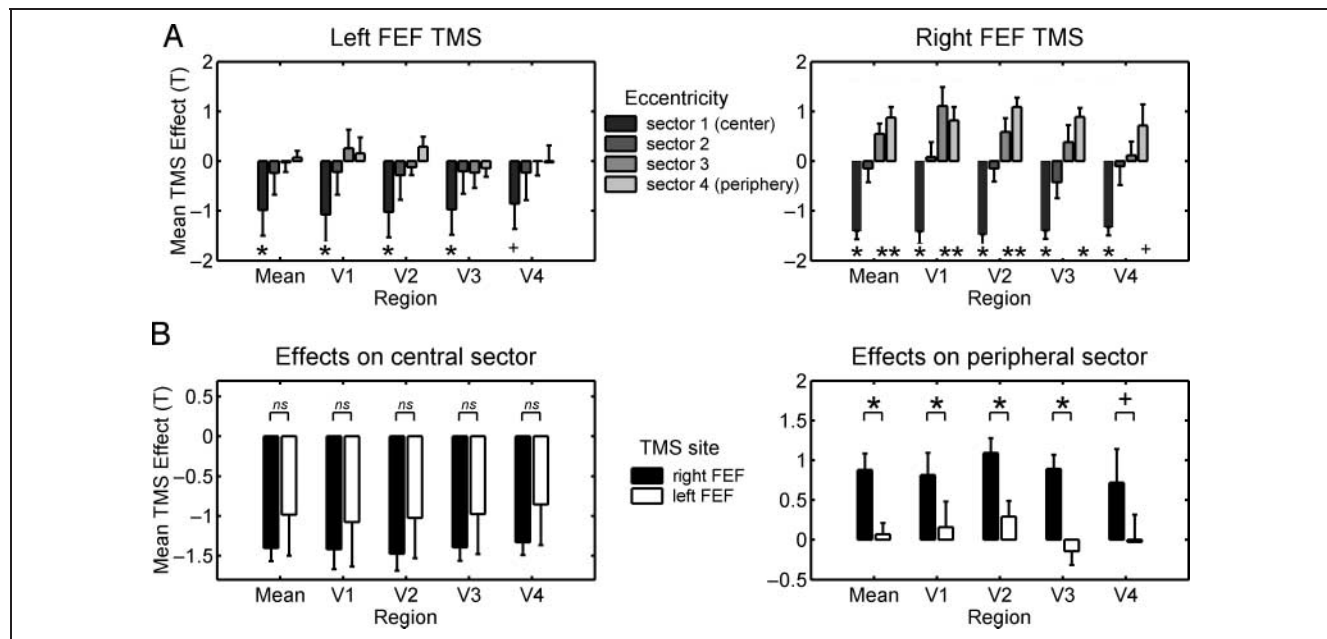 A
Left FEF TMS
Right FEF TMS
Mean TMS Effect (T)
2
1
0
−1
−2
* * * * +
Mean V1 V2 V3 V4
Region
Eccentricity
sector 1 (center)
sector 2
sector 3
sector 4 (periphery)
2
1
0
−1
−2
* ** * ** * ** * * * +
Mean V1 V2 V3 V4
Region
B
Effects on central sector
Effects on peripheral sector
Mean TMS Effect (T)
0.5
0
−0.5
−1
−1.5
ns ns ns ns ns
Mean V1 V2 V3 V4
Region
TMS site
right FEF
left FEF
2
1.5
1
0.5
0
−0.5
* * * * +
Mean V1 V2 V3 V4
Region